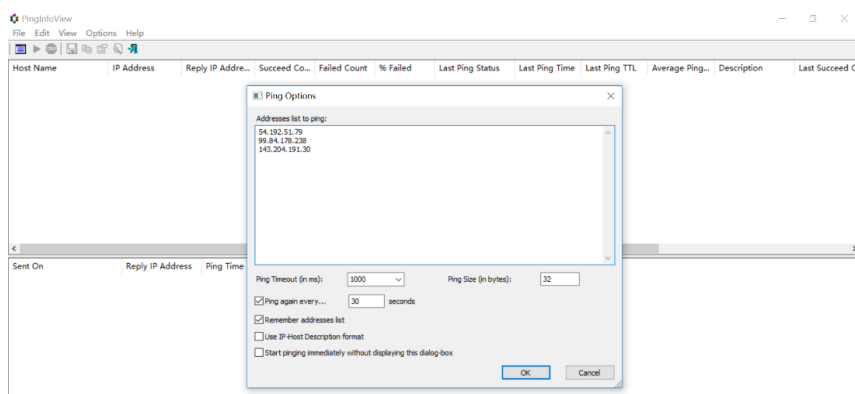 PingInfoView
File Edit View Options Help
Host Name IP Address Reply IP Addre... Succeed Co... Failed Count % Failed Last Ping Status Last Ping Time Last Ping TTL Average Ping... Description Last Succeed
Ping Options
Addresses list to ping:
54.192.51.79
99.84.178.238
143.204.191.30
Sent On Reply IP Address Ping Time
Ping Timeout (in ms): 1000 Ping Size (in bytes): 32
Ping again every... 30 seconds
Remember addresses list
Use IP-Host Description format
Start pinging immediately without displaying this dialog-box
OK Cancel